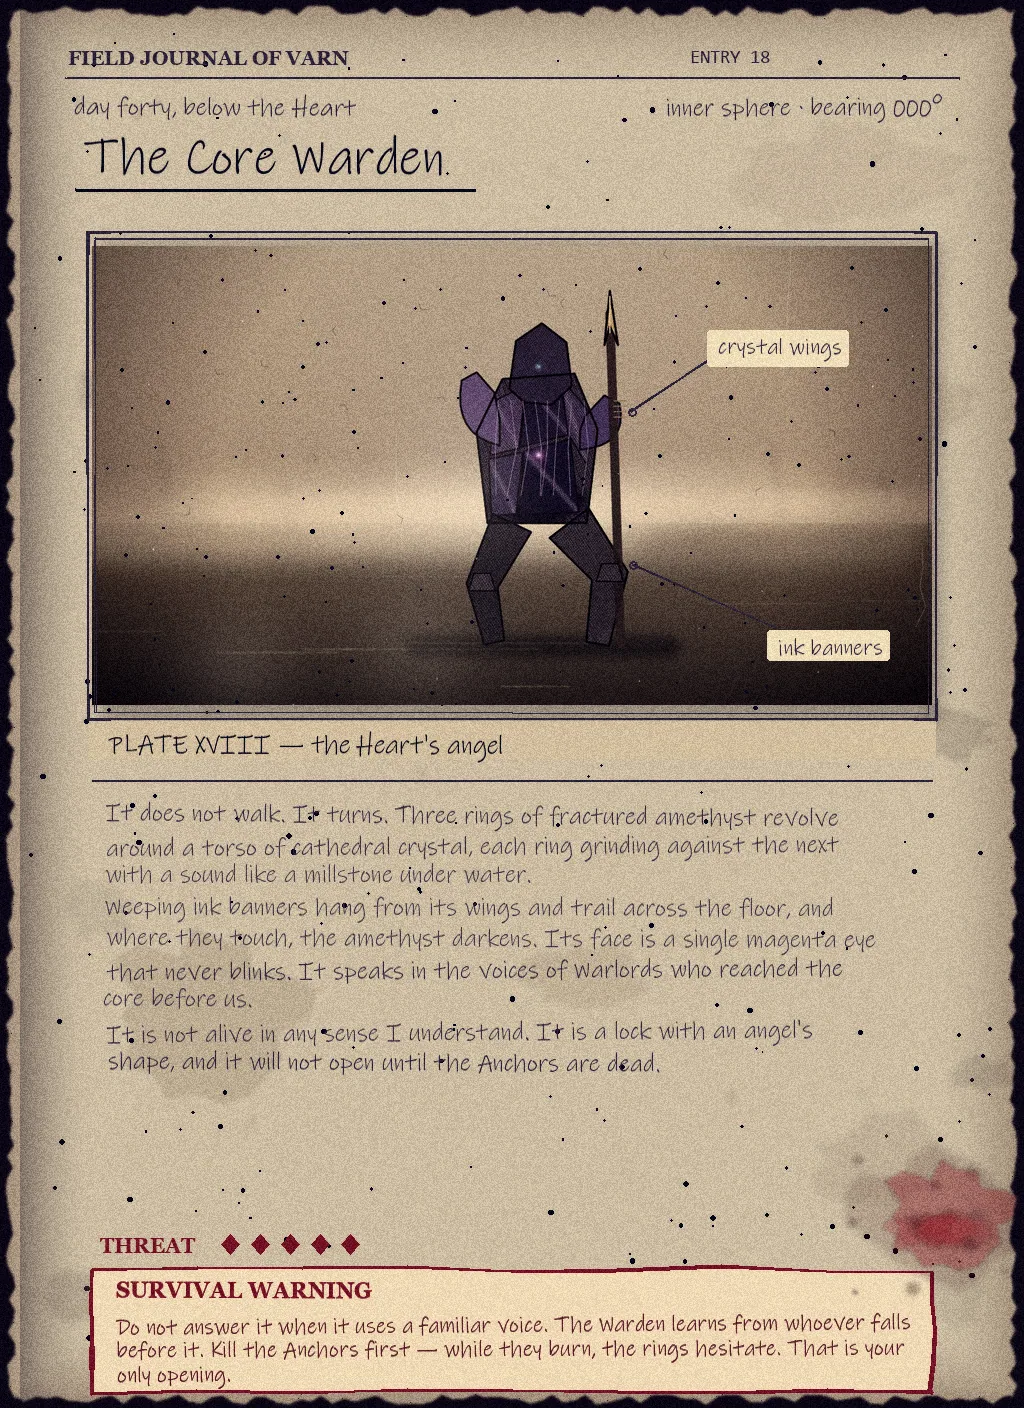 FIELD JOURNAL OF VARN
ENTRY 18
day forty, below the Heart
inner sphere · bearing 000°
The Core Warden
crystal wings
ink banners
PLATE XVIII — the Heart's angel
It does not walk. It turns. Three rings of fractured amethyst revolve
around a torso of cathedral crystal, each ring grinding against the next
with a sound like a millstone under water.
Weeping ink banners hang from its wings and trail across the floor, and
where they touch, the amethyst darkens. Its face is a single magenta eye
that never blinks. It speaks in the voices of Warlords who reached the
core before us.
It is not alive in any sense I understand. It is a lock with an angel's
shape, and it will not open until the Anchors are dead.
THREAT
SURVIVAL WARNING
Do not answer it when it uses a familiar voice. The Warden learns from whoever falls
before it. Kill the Anchors first — while they burn, the rings hesitate. That is your
only opening.